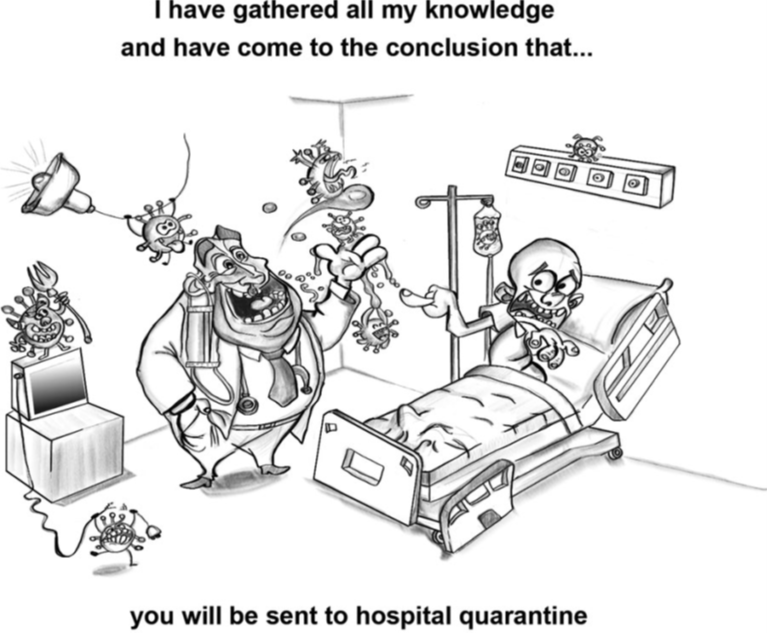 I have gathered all my knowledge
and have come to the conclusion that...
you will be sent to hospital quarantine